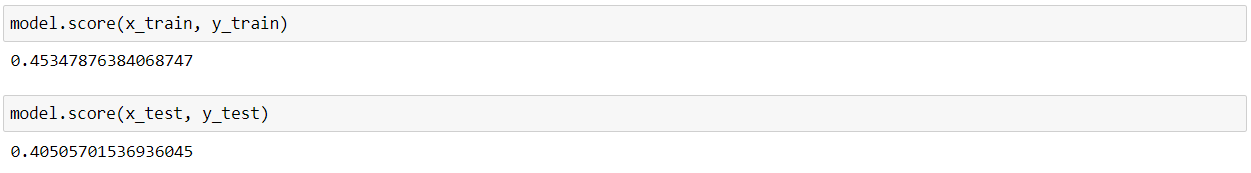 model.score(x_train, y_train)
0.45347876384068747
model.score(x_test, y_test)
0.40505701536936045